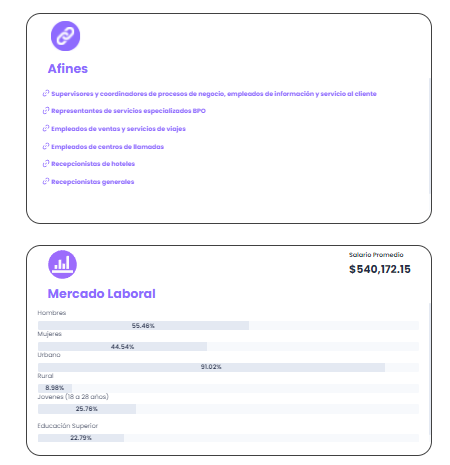 Afines
Supervisores y coordinadores de procesos de negocio, empleados de información y servicio al cliente
Representantes de servicios especializados BPO
Empleados de ventas y servicios de viajes
Empleados de centros de llamadas
Recepcionistas de hoteles
Recepcionistas generales
Salario Promedio
$540,172.15
Mercado Laboral
Hombres
55.46%
Mujeres
44.54%
Urbano
91.02%
Rural
8.98%
Jovenes (18 a 28 años)
25.76%
Educación Superior
22.79%